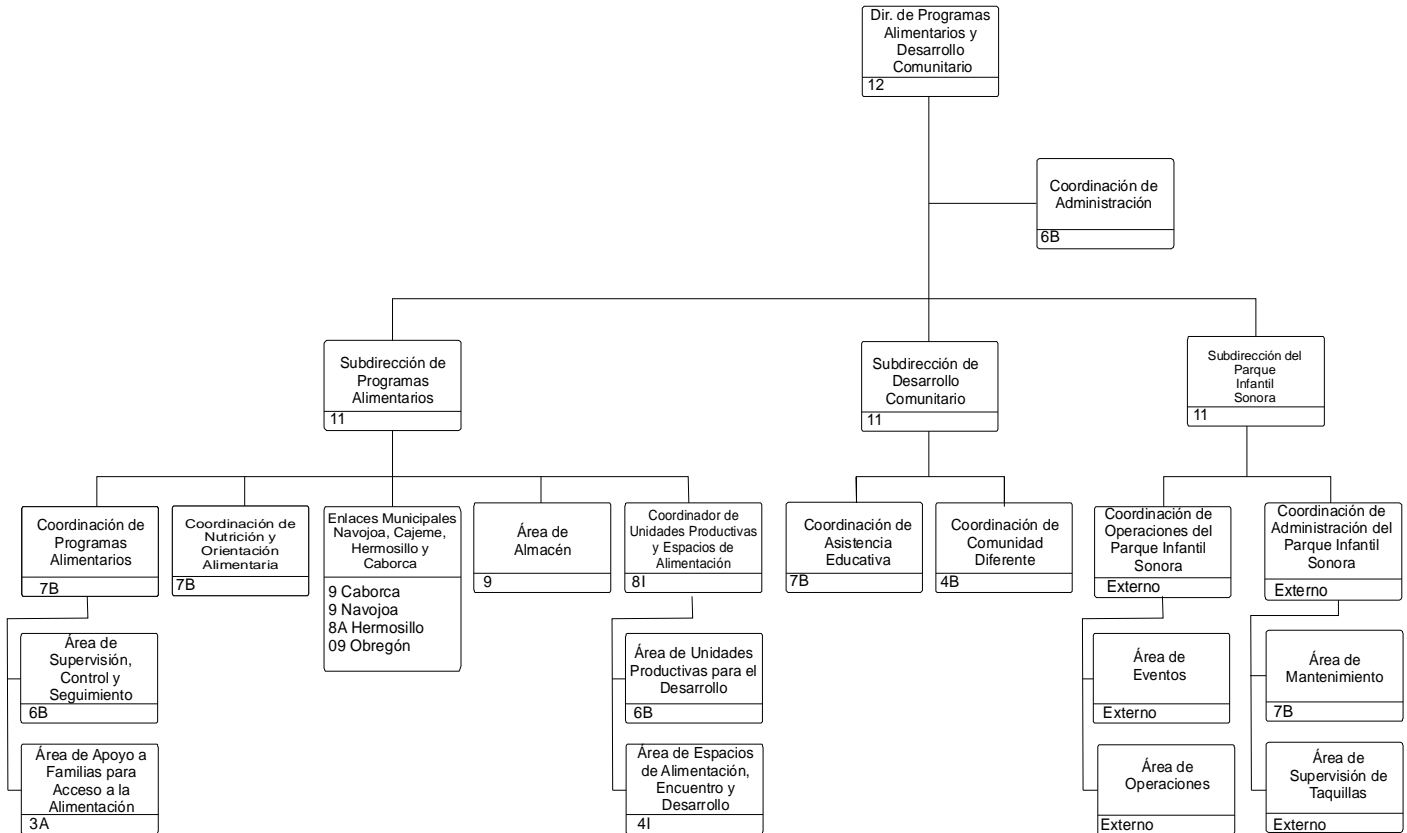 Dir. de Programas
Alimentarios y
Desarrollo
Comunitario
12
Coordinación de
Administración
6B
Subdirección de
Programas
Alimentarios
11
Subdirección de
Desarrollo
Comunitario
11
Subdirección del
Parque
Infantil
Sonora
11
Coordinación de
Programas
Alimentarios
7B
Coordinación de
Nutrición y
Orientación
Alimentaria
7B
Enlaces Municipales
Navojoa, Cajeme,
Hermosillo y
Caborca
9 Caborca
9 Navojoa
8A Hermosillo
09 Obregón
Área de
Almacén
9
Coordinador de
Unidades Productivas
y Espacios de
Alimentación
8I
Coordinación de
Asistencia
Educativa
7B
Coordinación de
Comunidad
Diferente
4B
Coordinación de
Operaciones del
Parque Infantil
Sonora
Externo
Coordinación de
Administración del
Parque Infantil
Sonora
Externo
Área de
Supervisión,
Control y
Seguimiento
6B
Área de Apoyo a
Familias para
Acceso a la
Alimentación
3A
Área de Unidades
Productivas para el
Desarrollo
6B
Área de Espacios
de Alimentación,
Encuentro y
Desarrollo
4I
Área de
Eventos
Externo
Área de
Operaciones
Externo
Área de
Mantenimiento
7B
Área de
Supervisión de
Taquillas
Externo